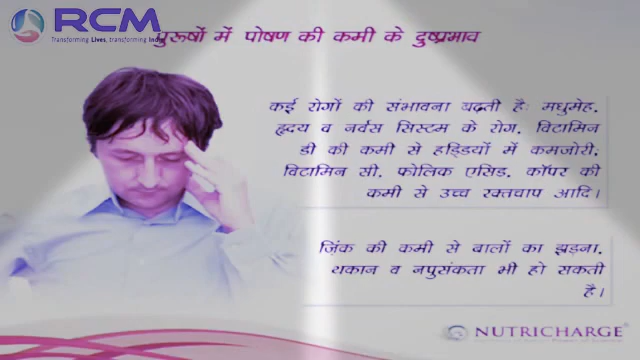 RCM
Transforming Lives, transforming India
पुरूषों में पोषण की कमी के दुष्प्रभाव
कई रोगों की संभावना बढ़ती है: मधुमेह,
हृदय व नर्वस सिस्टम के रोग, विटामिन
डी की कमी से हड्डियों में कमजोरी,
विटामिन सी, फोलिक एसिड, कॉपर की
कमी से उच्च रक्तचाप आदि।
ज़िंक की कमी से बालों का झड़ना,
थकान व नपुसंकता भी हो सकती
है।
NUTRICHARGE